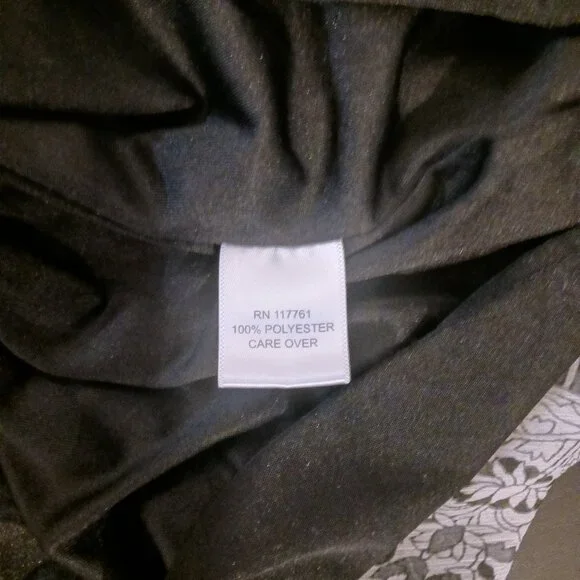 RN 117761
100% POLYESTER
CARE OVER